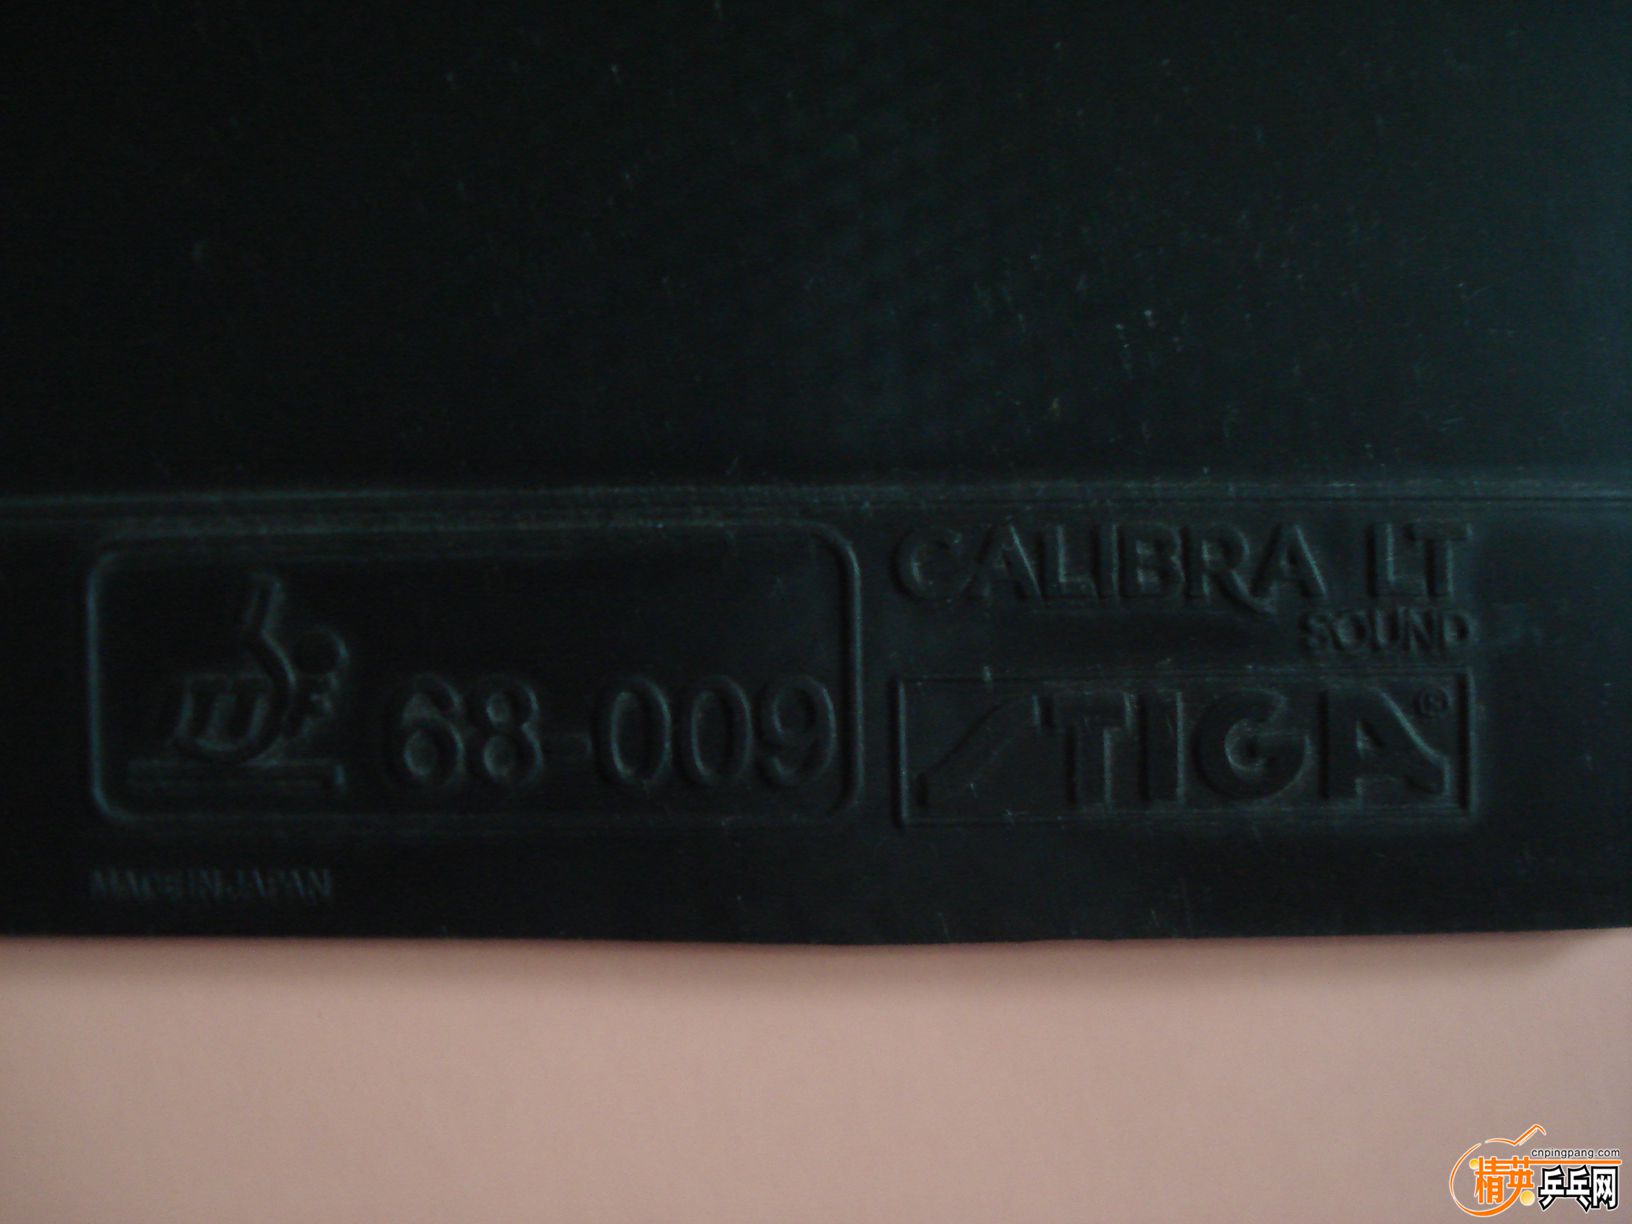 CALIBRA LT
SOUND
ITTF 68-009
STIGA®
MADE IN JAPAN
cnpingpang.com
精英乒乓网